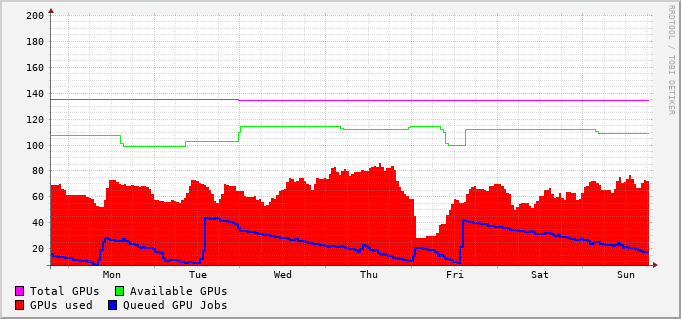 200
180
160
140
120
100
80
60
40
20
Mon Tue Wed Thu Fri Sat Sun
Total GPUs Available GPUs
GPUs used Queued GPU Jobs
RRDTOOL / TOBI OETIKER